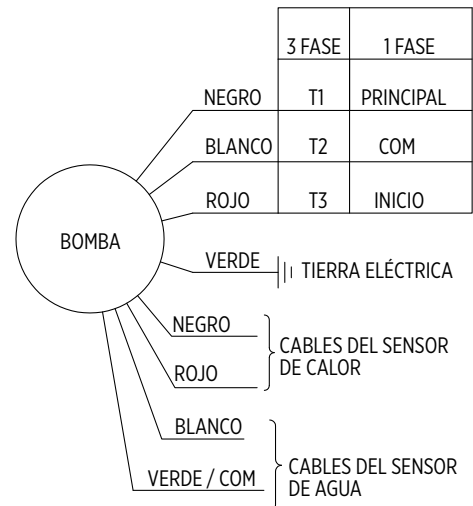 3 FASE 1 FASE
NEGRO T1 PRINCIPAL
BLANCO T2 COM
ROJO T3 INICIO
BOMBA
VERDE TIERRA ELÉCTRICA
NEGRO
ROJO
CABLES DEL SENSOR
DE CALOR
BLANCO
VERDE / COM
CABLES DEL SENSOR
DE AGUA